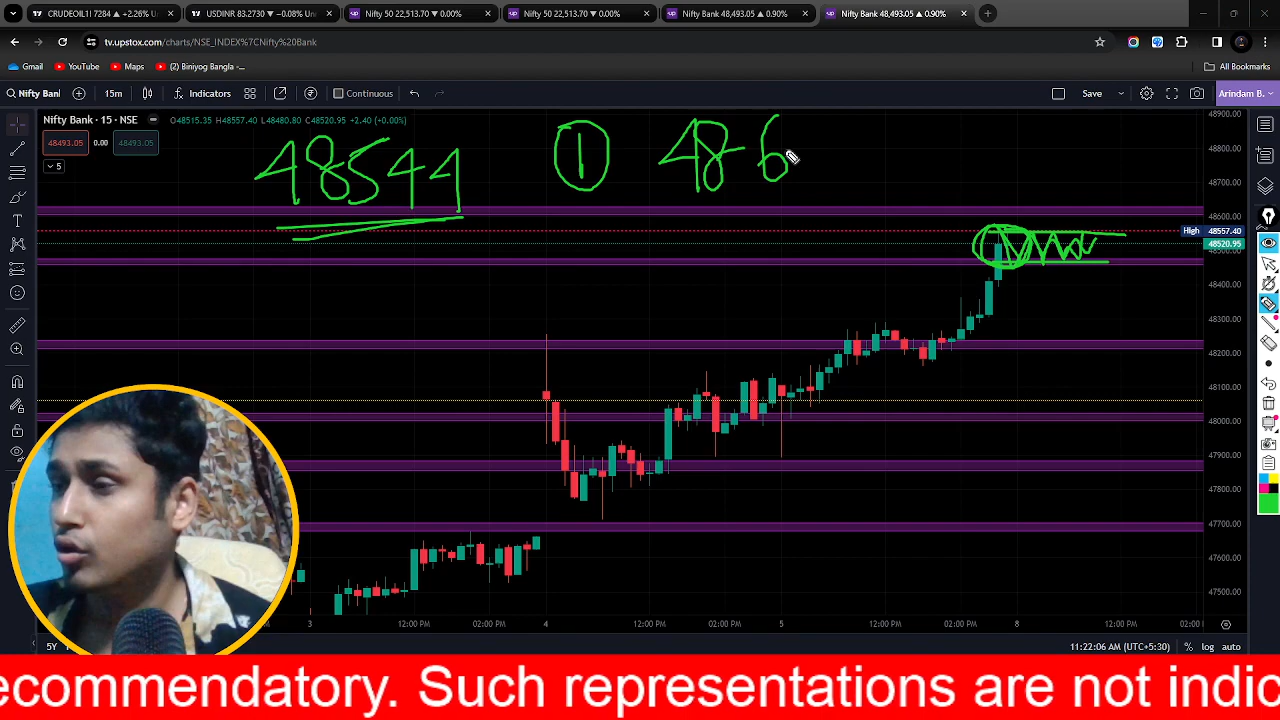 CRUDEOIL1! 7284 ▲ +2.26% U
USDINR 83.2730 ▼ −0.08% Un
Nifty 50 22,513.70 ▼ 0.00%
Nifty 50 22,513.70 ▼ 0.00%
Nifty Bank 48,493.05 ▲ 0.90%
Nifty Bank 48,493.05 ▲ 0.90%
tv.upstox.com/charts/NSE_INDEX%7CNifty%20Bank
Gmail YouTube Maps (2) Biniyog Bangla -... All Bookmarks
Nifty Banl 15m Indicators Continuous Save Arindam B.
Nifty Bank · 15 · NSE O48515.35 H48557.40 L48480.80 C48520.95 +2.40 (+0.00%)
48493.05 0.00 48493.05
5
48544 1 48 6
48900.00
48800.00
48700.00
48600.00
High 48557.40
48520.95
48400.00
48300.00
48200.00
48100.00
48000.00
47900.00
47800.00
47700.00
47600.00
47500.00
3 12:00 PM 02:00 PM 4 12:00 PM 02:00 PM 5 12:00 PM 02:00 PM 8 12:00 PM 02:00
5Y 11:22:06 AM (UTC+5:30) % log auto
ecommendatory. Such representations are not indic